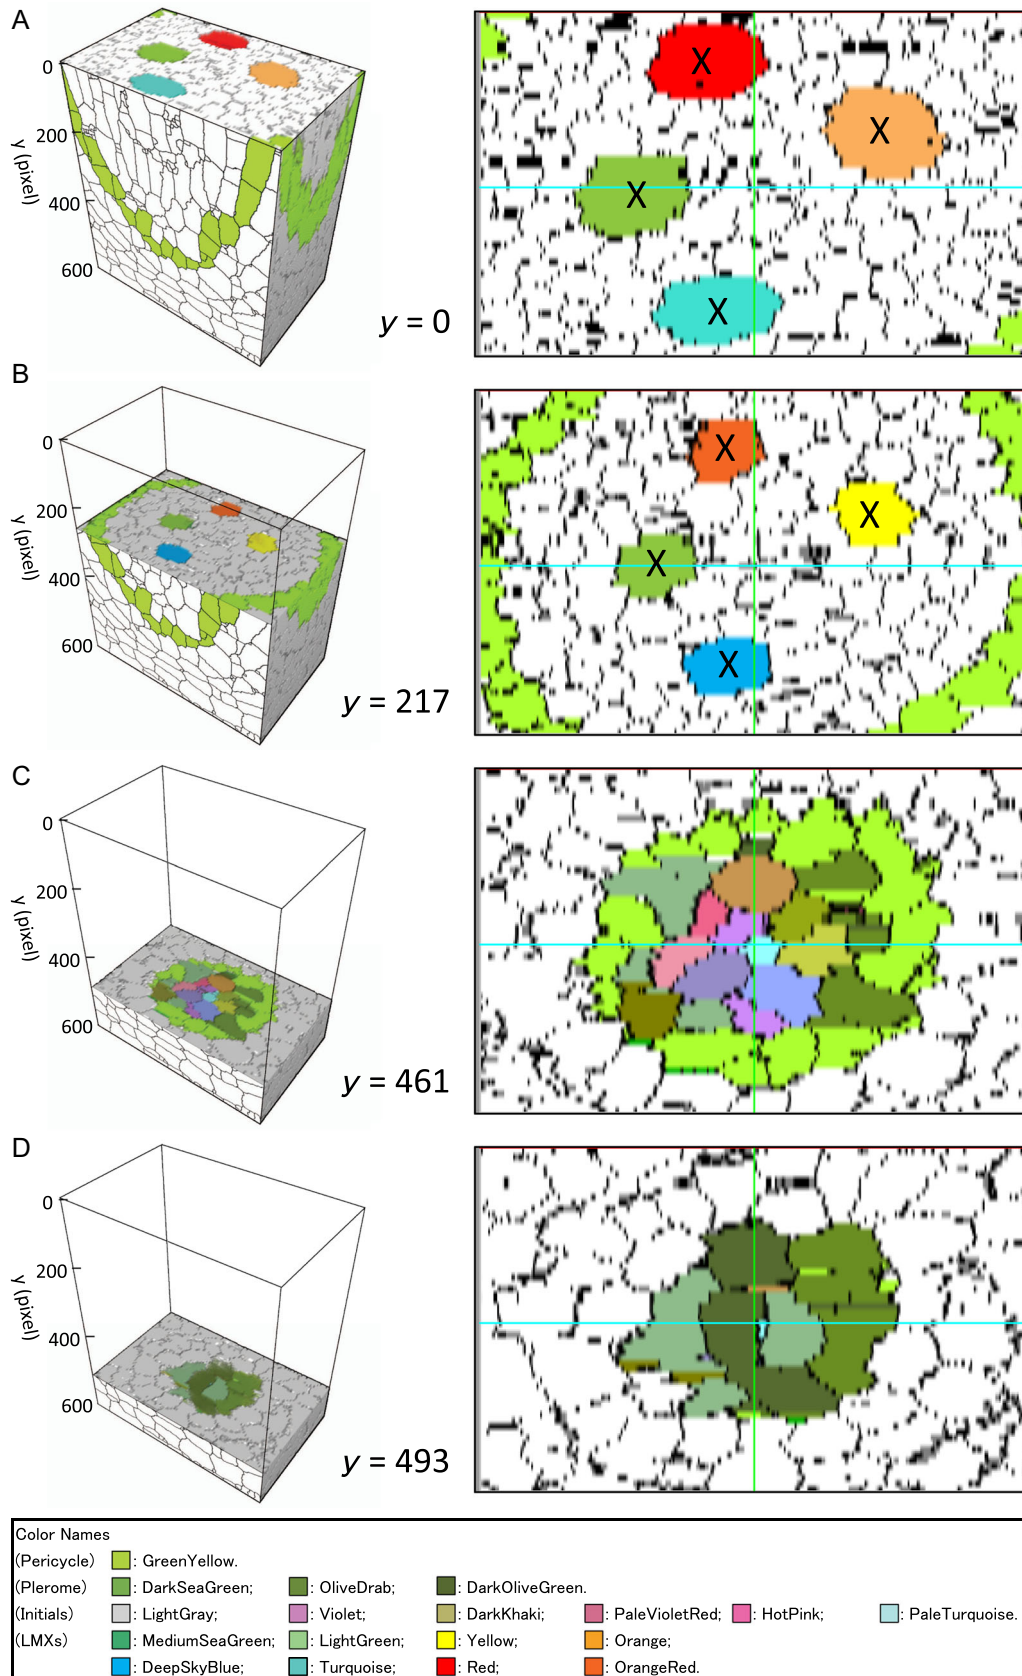 A
0
200
400
600
y (pixel)
y = 0
X
X
X
X
B
0
200
400
600
y (pixel)
y = 217
X
X
X
X
C
0
200
400
600
y (pixel)
y = 461
D
0
200
400
600
y (pixel)
y = 493
Color Names
(Pericycle) : GreenYellow.
(Plerome) : DarkSeaGreen; : OliveDrab; : DarkOliveGreen.
(Initials) : LightGray; : Violet; : DarkKhaki; : PaleVioletRed; : HotPink; : PaleTurquoise.
(LMXs) : MediumSeaGreen; : LightGreen; : Yellow; : Orange;
: DeepSkyBlue; : Turquoise; : Red; : OrangeRed.